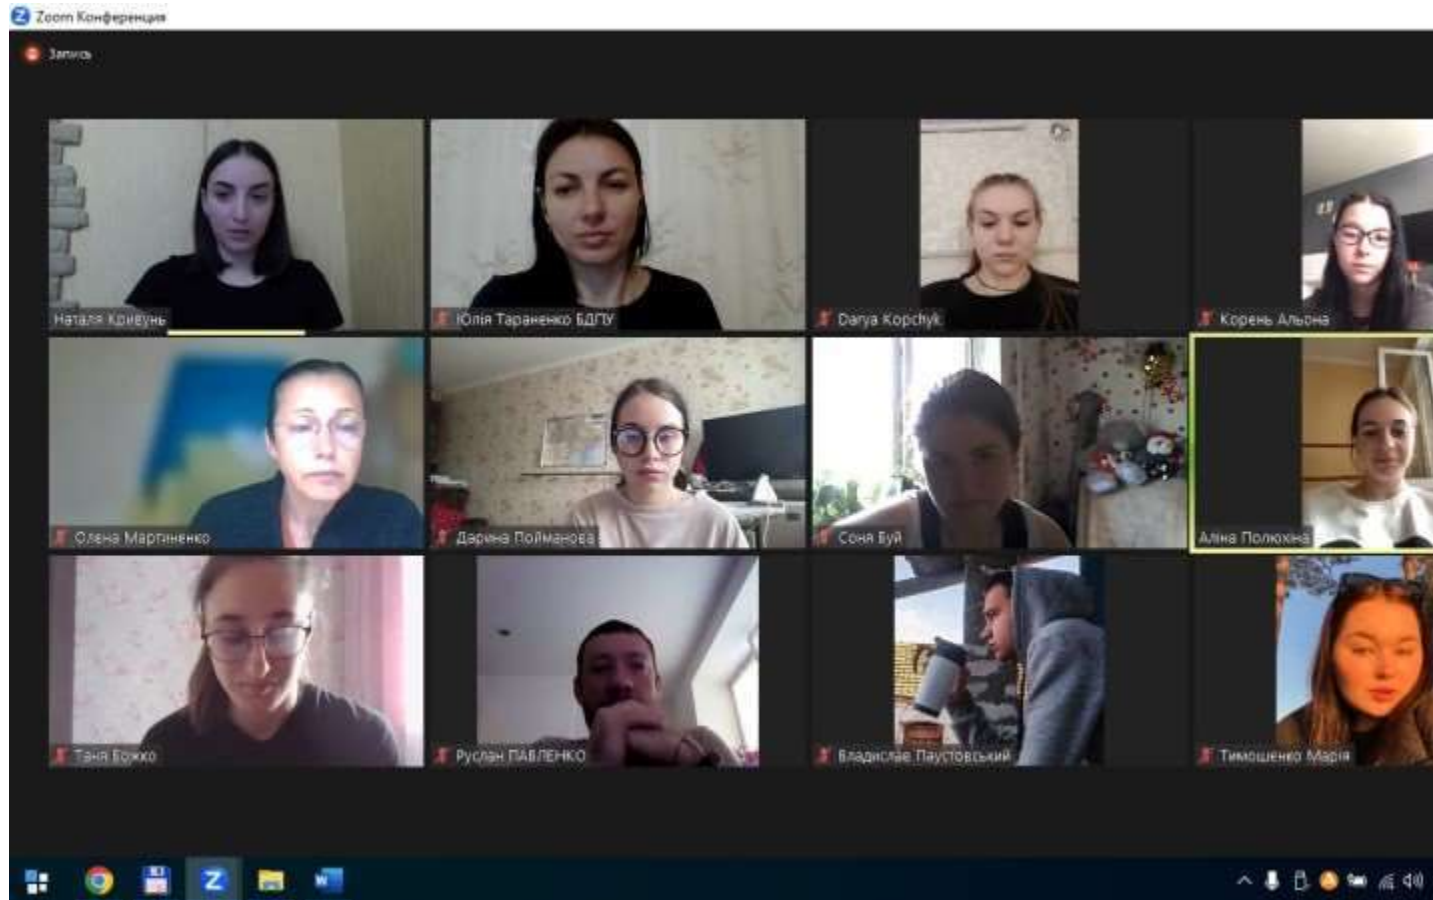 Zoom Конференция
Запись
Наталя Кривунь
Юлія Тараненко БДПУ
Darya Kopchyk
Корень Альона
Олена Мартиненко
Дарина Пойманова
Соня Буй
Аліна Полюхіна
Таня Божко
Руслан ПАВЛЕНКО
Владислав Паустовський
Тимошенко Марія